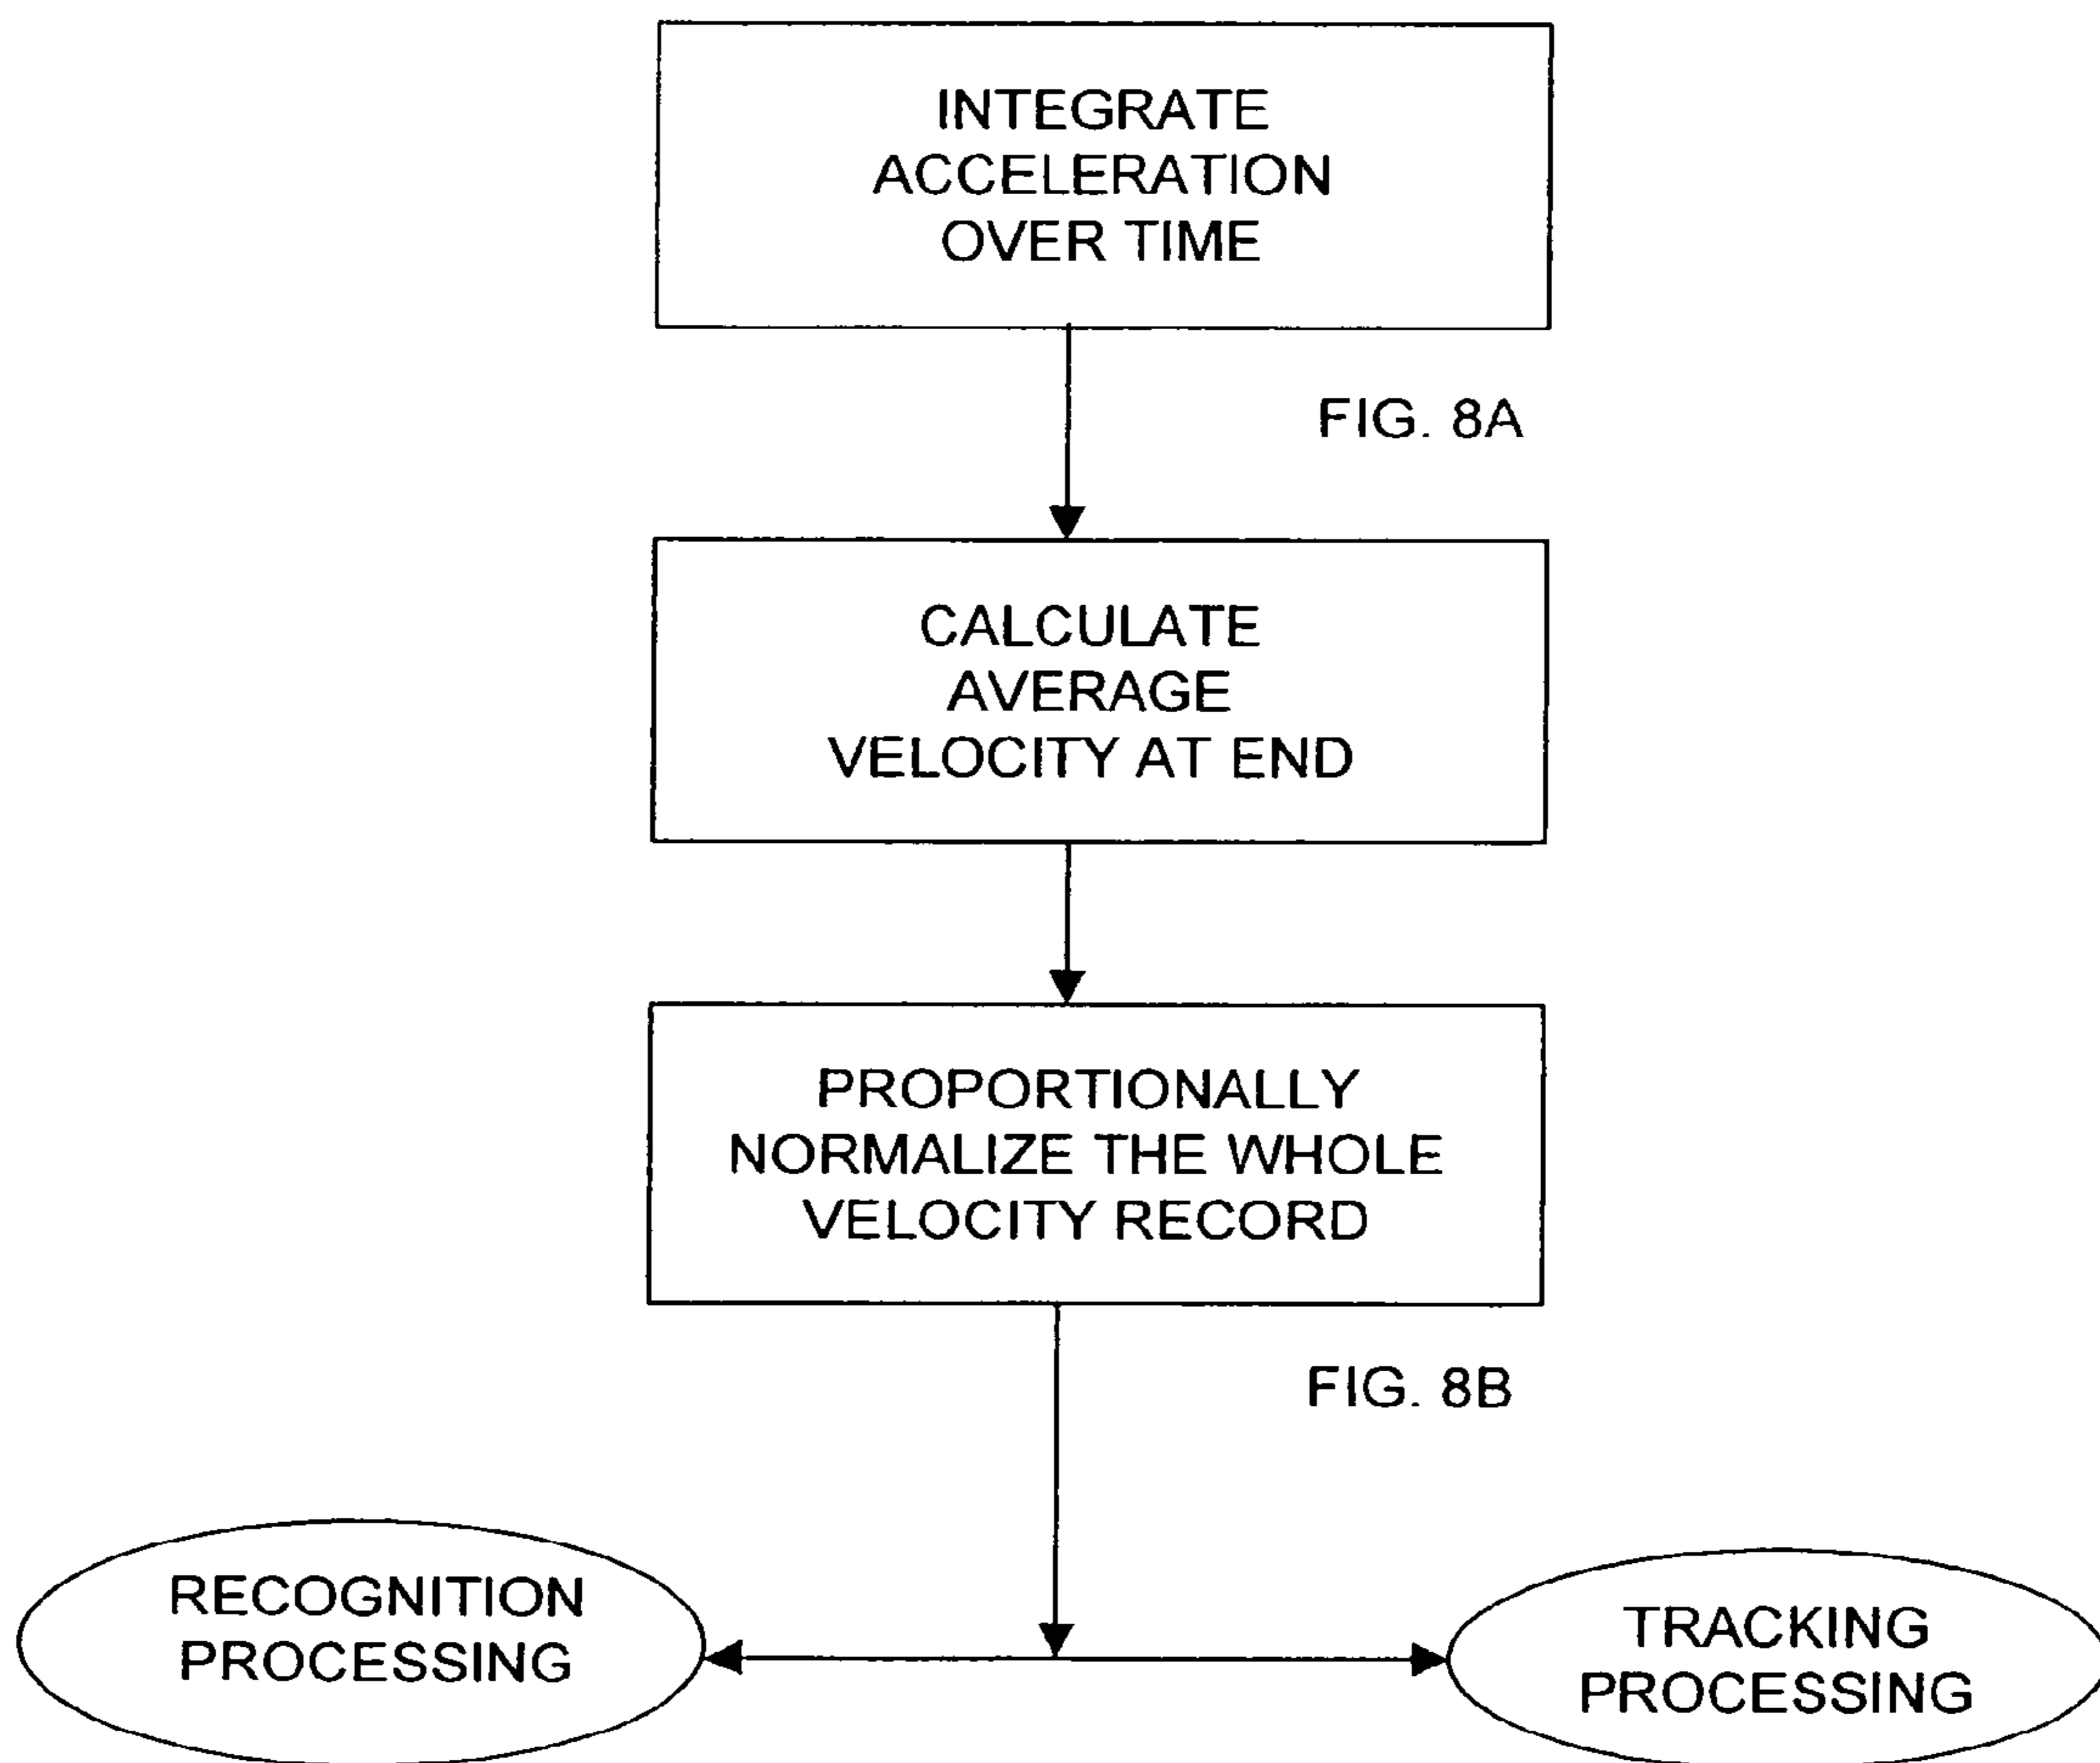 INTEGRATE
ACCELERATION
OVER TIME
FIG. 8A
CALCULATE
AVERAGE
VELOCITY AT END
PROPORTIONALLY
NORMALIZE THE WHOLE
VELOCITY RECORD
FIG. 8B
RECOGNITION
PROCESSING
TRACKING
PROCESSING